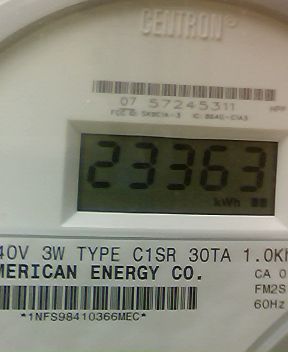 CENTRON®
07 57245311
23363
kWh
40V 3W TYPE C1SR 30TA 1.0Kh
MERICAN ENERGY CO.
CA 0
FM2S
60Hz
*1NFS98410366MEC*